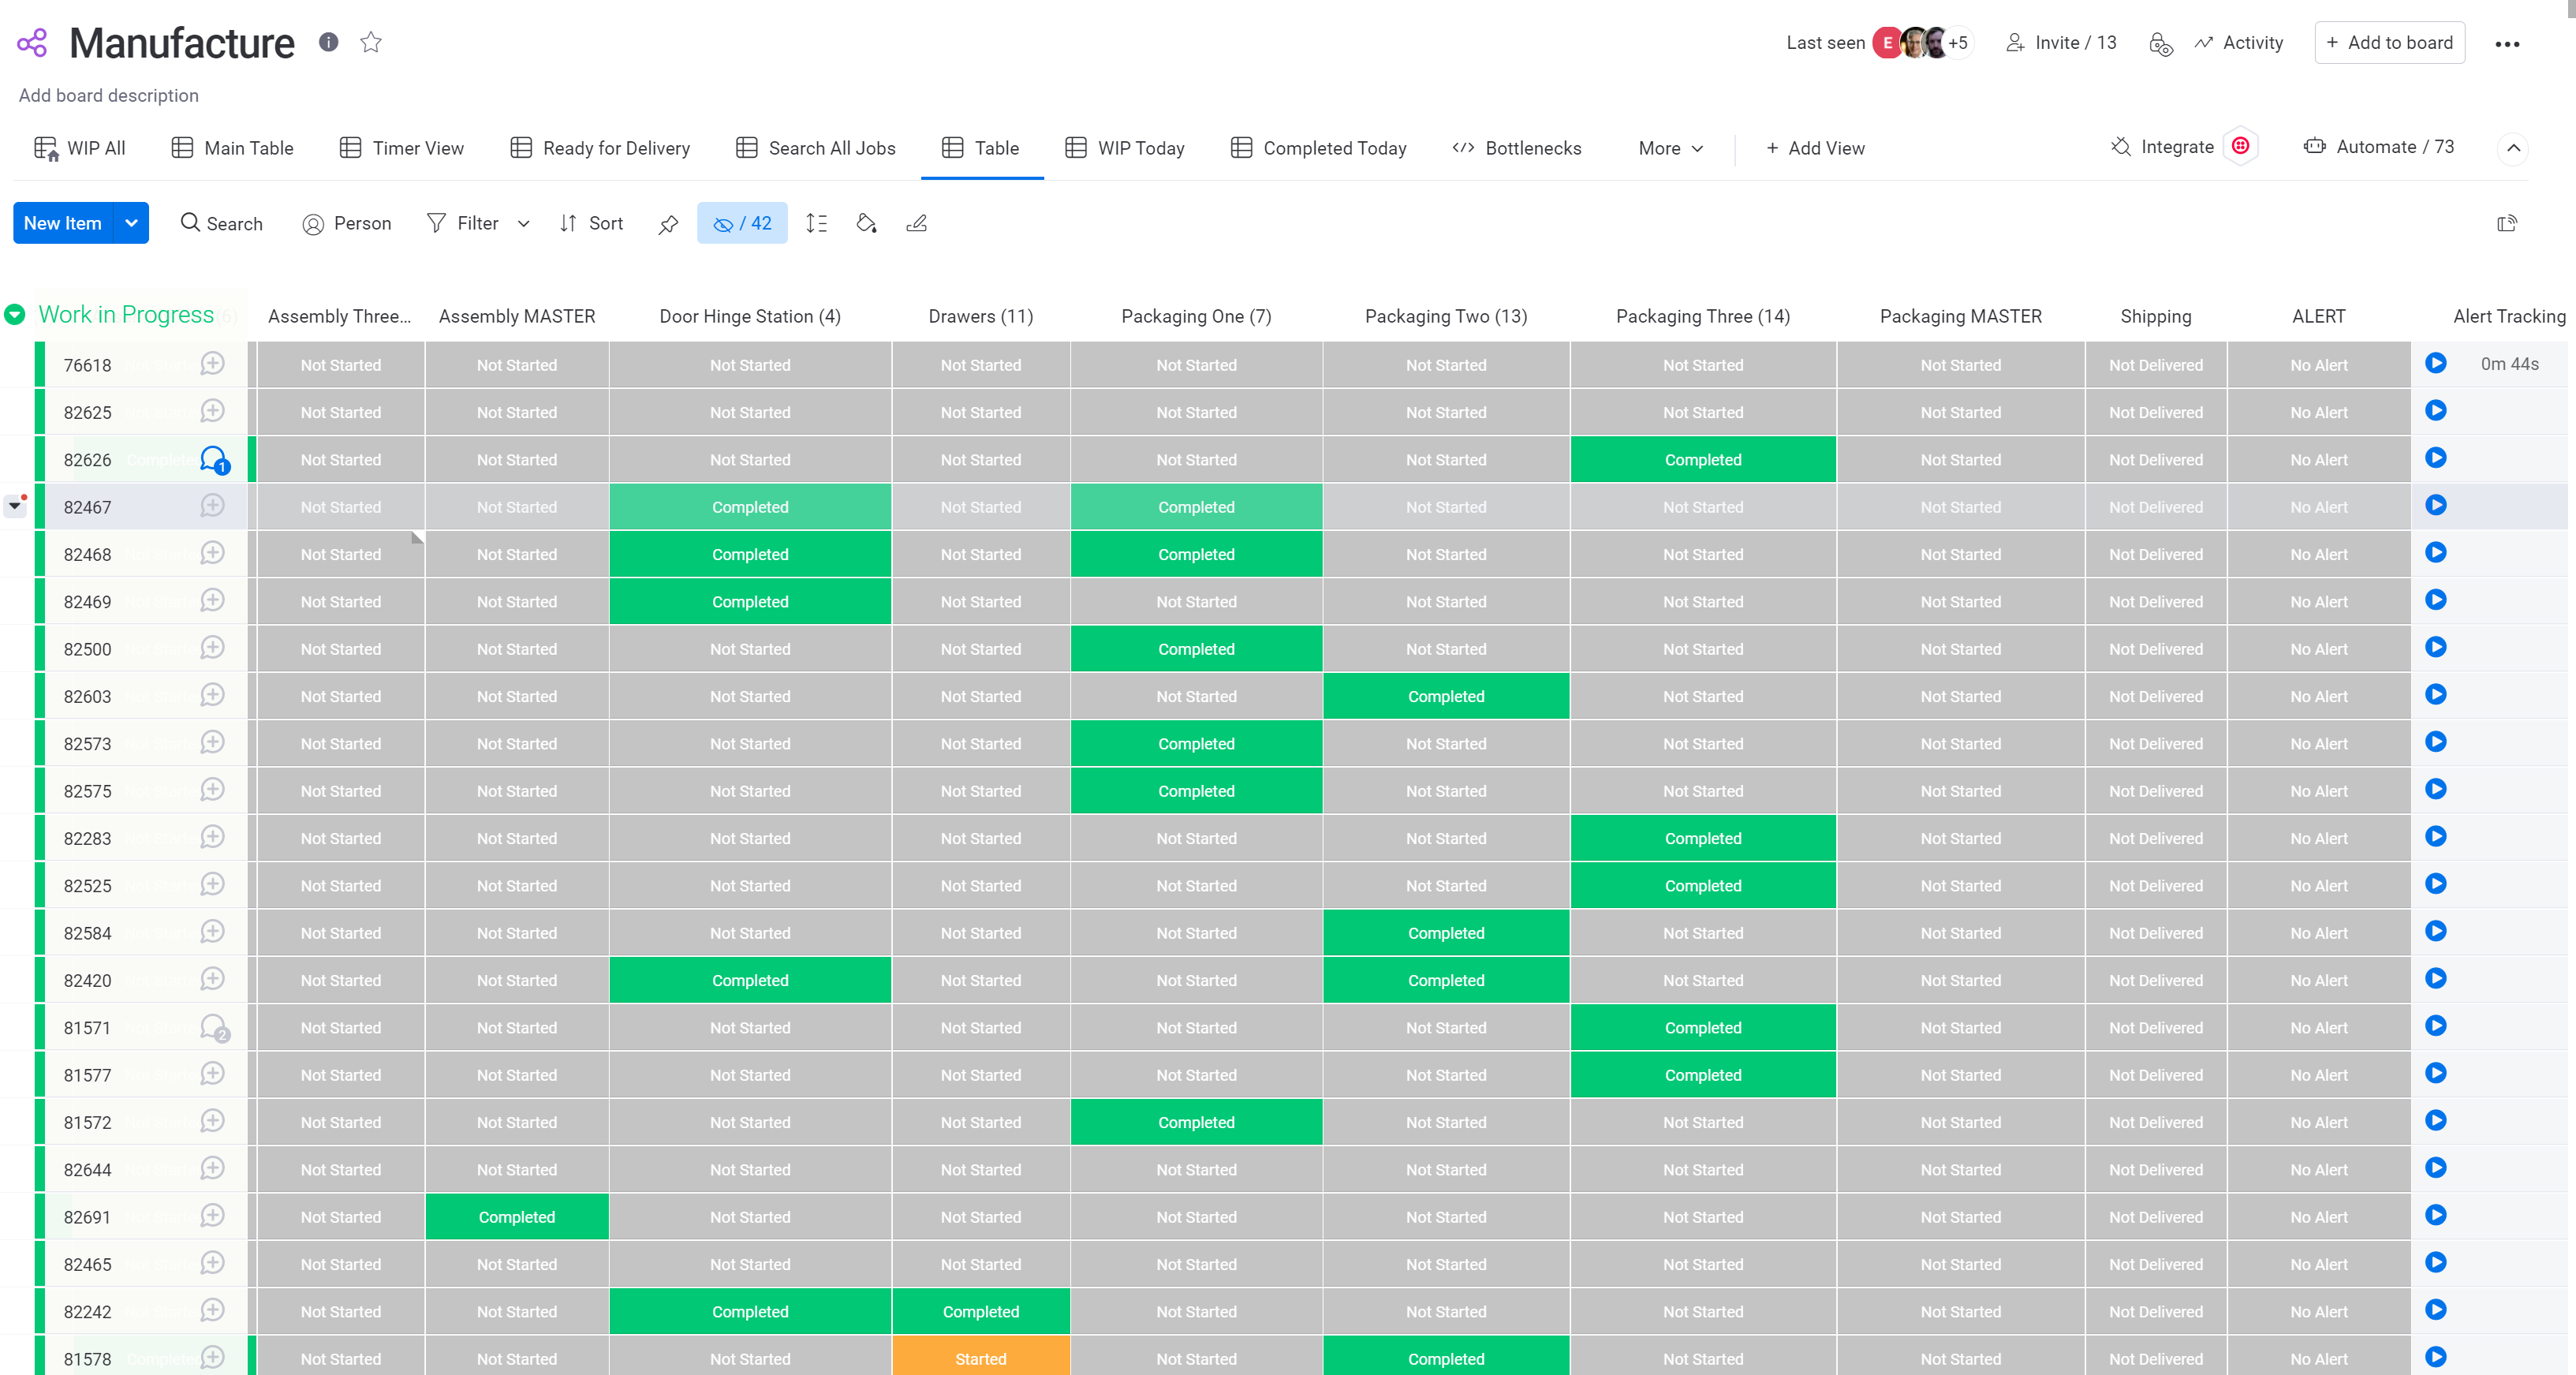 Manufacture
Last seen E +5 Invite / 13 Activity + Add to board
Add board description
WIP All Main Table Timer View Ready for Delivery Search All Jobs Table WIP Today Completed Today Bottlenecks More + Add View Integrate Automate / 73
New Item Search Person Filter Sort / 42
Work in Progress Assembly Three... Assembly MASTER Door Hinge Station (4) Drawers (11) Packaging One (7) Packaging Two (13) Packaging Three (14) Packaging MASTER Shipping ALERT Alert Tracking
76618 Not Started Not Started Not Started Not Started Not Started Not Started Not Started Not Started Not Delivered No Alert 0m 44s
82625 Not Started Not Started Not Started Not Started Not Started Not Started Not Started Not Started Not Delivered No Alert
82626 1 Not Started Not Started Not Started Not Started Not Started Not Started Completed Not Started Not Delivered No Alert
82467 Not Started Not Started Completed Not Started Completed Not Started Not Started Not Started Not Delivered No Alert
82468 Not Started Not Started Completed Not Started Completed Not Started Not Started Not Started Not Delivered No Alert
82469 Not Started Not Started Completed Not Started Not Started Not Started Not Started Not Started Not Delivered No Alert
82500 Not Started Not Started Not Started Not Started Completed Not Started Not Started Not Started Not Delivered No Alert
82603 Not Started Not Started Not Started Not Started Not Started Completed Not Started Not Started Not Delivered No Alert
82573 Not Started Not Started Not Started Not Started Completed Not Started Not Started Not Started Not Delivered No Alert
82575 Not Started Not Started Not Started Not Started Completed Not Started Not Started Not Started Not Delivered No Alert
82283 Not Started Not Started Not Started Not Started Not Started Not Started Completed Not Started Not Delivered No Alert
82525 Not Started Not Started Not Started Not Started Not Started Not Started Completed Not Started Not Delivered No Alert
82584 Not Started Not Started Not Started Not Started Not Started Completed Not Started Not Started Not Delivered No Alert
82420 Not Started Not Started Completed Not Started Not Started Completed Not Started Not Started Not Delivered No Alert
81571 2 Not Started Not Started Not Started Not Started Not Started Not Started Completed Not Started Not Delivered No Alert
81577 Not Started Not Started Not Started Not Started Not Started Not Started Completed Not Started Not Delivered No Alert
81572 Not Started Not Started Not Started Not Started Completed Not Started Not Started Not Started Not Delivered No Alert
82644 Not Started Not Started Not Started Not Started Not Started Not Started Not Started Not Started Not Delivered No Alert
82691 Not Started Completed Not Started Not Started Not Started Not Started Not Started Not Started Not Delivered No Alert
82465 Not Started Not Started Not Started Not Started Not Started Not Started Not Started Not Started Not Delivered No Alert
82242 Not Started Not Started Completed Completed Not Started Not Started Not Started Not Started Not Delivered No Alert
81578 Not Started Not Started Not Started Started Not Started Completed Not Started Not Started Not Delivered No Alert